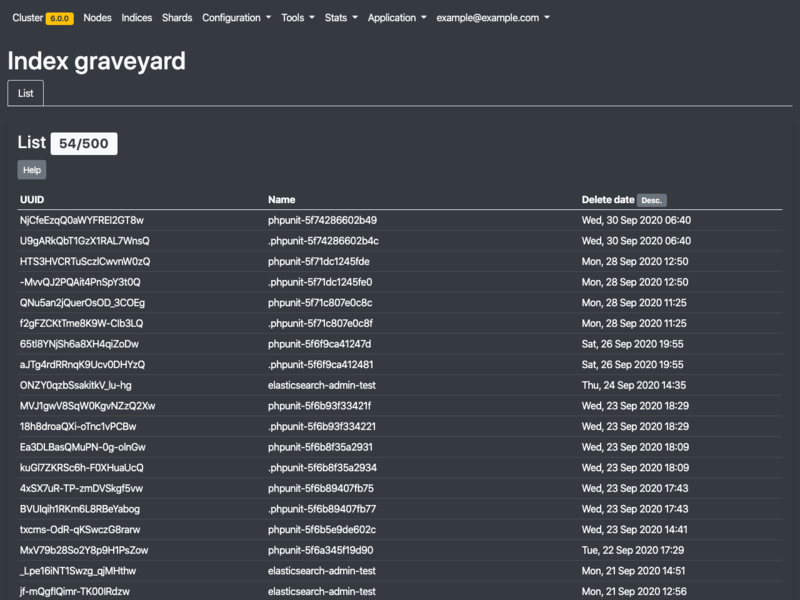 Cluster 6.0.0 Nodes Indices Shards Configuration Tools Stats Application example@example.com
Index graveyard
List
List 54/500
Help
UUID Name Delete date Desc.
NjCfeEzqQ0aWYFREI2GT8w phpunit-5f74286602b49 Wed, 30 Sep 2020 06:40
U9gARkQbT1GzX1RAL7WnsQ .phpunit-5f74286602b4c Wed, 30 Sep 2020 06:40
HTS3HVCRTuSczlCwvnW0zQ phpunit-5f71dc1245fde Mon, 28 Sep 2020 12:50
-MvvQJ2PQAit4PnSpY3t0Q .phpunit-5f71dc1245fe0 Mon, 28 Sep 2020 12:50
QNu5an2jQuerOsOD_3COEg phpunit-5f71c807e0c8c Mon, 28 Sep 2020 11:25
f2gFZCKtTme8K9W-Clb3LQ .phpunit-5f71c807e0c8f Mon, 28 Sep 2020 11:25
65tl8YNjSh6a8XH4qiZoDw phpunit-5f6f9ca41247d Sat, 26 Sep 2020 19:55
aJTg4rdRRnqK9Ucv0DHYzQ .phpunit-5f6f9ca412481 Sat, 26 Sep 2020 19:55
ONZY0qzbSsakitkV_lu-hg elasticsearch-admin-test Thu, 24 Sep 2020 14:35
MVJ1gwV8SqW0KgvNZzQ2Xw phpunit-5f6b93f33421f Wed, 23 Sep 2020 18:29
18h8droaQXi-oTnc1vPCBw .phpunit-5f6b93f334221 Wed, 23 Sep 2020 18:29
Ea3DLBasQMuPN-0g-olnGw phpunit-5f6b8f35a2931 Wed, 23 Sep 2020 18:09
kuGl7ZKRSc6h-F0XHuaUcQ .phpunit-5f6b8f35a2934 Wed, 23 Sep 2020 18:09
4xSX7uR-TP-zmDVSkgf5vw phpunit-5f6b89407fb75 Wed, 23 Sep 2020 17:43
BVUIqih1RKm6L8RBeYabog .phpunit-5f6b89407fb77 Wed, 23 Sep 2020 17:43
txcms-OdR-qKSwczG8rarw phpunit-5f6b5e9de602c Wed, 23 Sep 2020 14:41
MxV79b28So2Y8p9H1PsZow phpunit-5f6a345f19d90 Tue, 22 Sep 2020 17:29
_Lpe16iNT1Swzg_qjMHthw elasticsearch-admin-test Mon, 21 Sep 2020 14:51
jf-mQgflQimr-TK00IRdzw elasticsearch-admin-test Mon, 21 Sep 2020 12:56